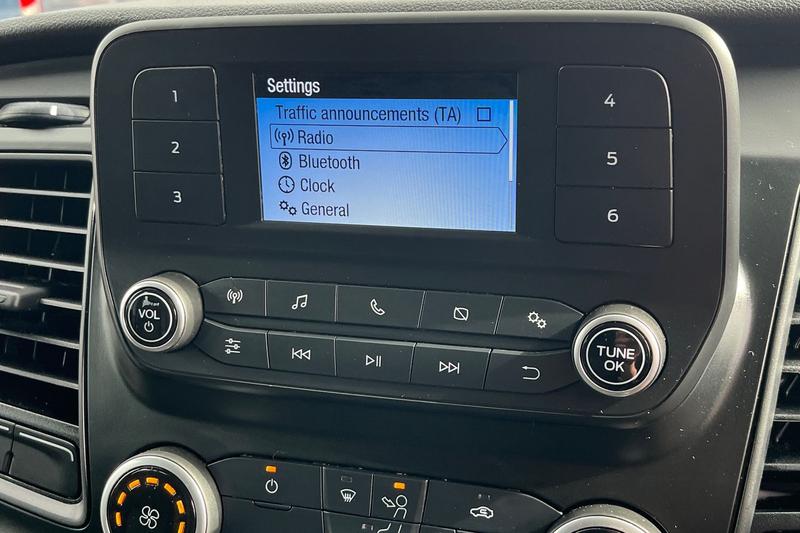 Settings
Traffic announcements (TA)
Radio
Bluetooth
Clock
General
1
2
3
4
5
6
VOL
TUNE
OK